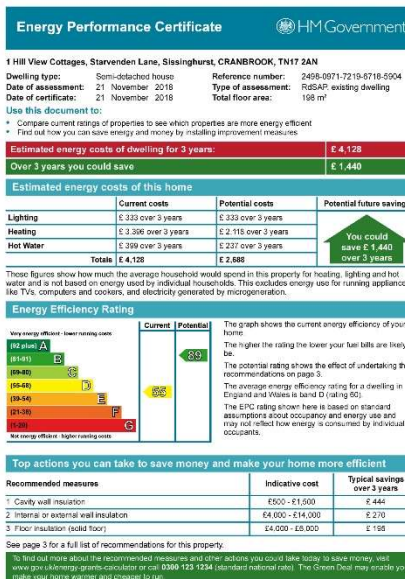 Energy Performance Certificate
HM Government
1 Hill View Cottages, Starvenden Lane, Sissinghurst, CRANBROOK, TN17 2AN
Dwelling type: Semi-detached house Reference number: 2498-0971-7219-6718-5904
Date of assessment: 21 November 2018 Type of assessment: RdSAP, existing dwelling
Date of certificate: 21 November 2018 Total floor area: 198 m²
Use this document to:
• Compare current ratings of properties to see which properties are more energy efficient
• Find out how you can save energy and money by installing improvement measures
Estimated energy costs of dwelling for 3 years: £ 4,128
Over 3 years you could save £ 1,440
Estimated energy costs of this home
Current costs Potential costs Potential future saving
Lighting £ 333 over 3 years £ 333 over 3 years
Heating £ 3,396 over 3 years £ 2,118 over 3 years
Hot Water £ 399 over 3 years £ 237 over 3 years
Totals £ 4,128 £ 2,688
You could
save £ 1,440
over 3 years
These figures show how much the average household would spend in this property for heating, lighting and hot
water and is not based on energy used by individual households. This excludes energy use for running appliance
like TVs, computers and cookers, and electricity generated by microgeneration.
Energy Efficiency Rating
Current Potential
Very energy efficient - lower running costs
(92 plus) A
(81-91) B
(69-80) C
(55-68) D
(39-54) E
(21-38) F
(1-20) G
Not energy efficient - higher running costs
55
89
The graph shows the current energy efficiency of your
home.
The higher the rating the lower your fuel bills are likely
be.
The potential rating shows the effect of undertaking th
recommendations on page 3.
The average energy efficiency rating for a dwelling in
England and Wales is band D (rating 60).
The EPC rating shown here is based on standard
assumptions about occupancy and energy use and
may not reflect how energy is consumed by individual
occupants.
Top actions you can take to save money and make your home more efficient
Recommended measures Indicative cost Typical savings
over 3 years
1 Cavity wall insulation £500 - £1,500 £ 444
2 Internal or external wall insulation £4,000 - £14,000 £ 270
3 Floor insulation (solid floor) £4,000 - £6,000 £ 195
See page 3 for a full list of recommendations for this property.
To find out more about the recommended measures and other actions you could take today to save money, visit
www.gov.uk/energy-grants-calculator or call 0300 123 1234 (standard national rate). The Green Deal may enable you
make your home warmer and cheaper to run.